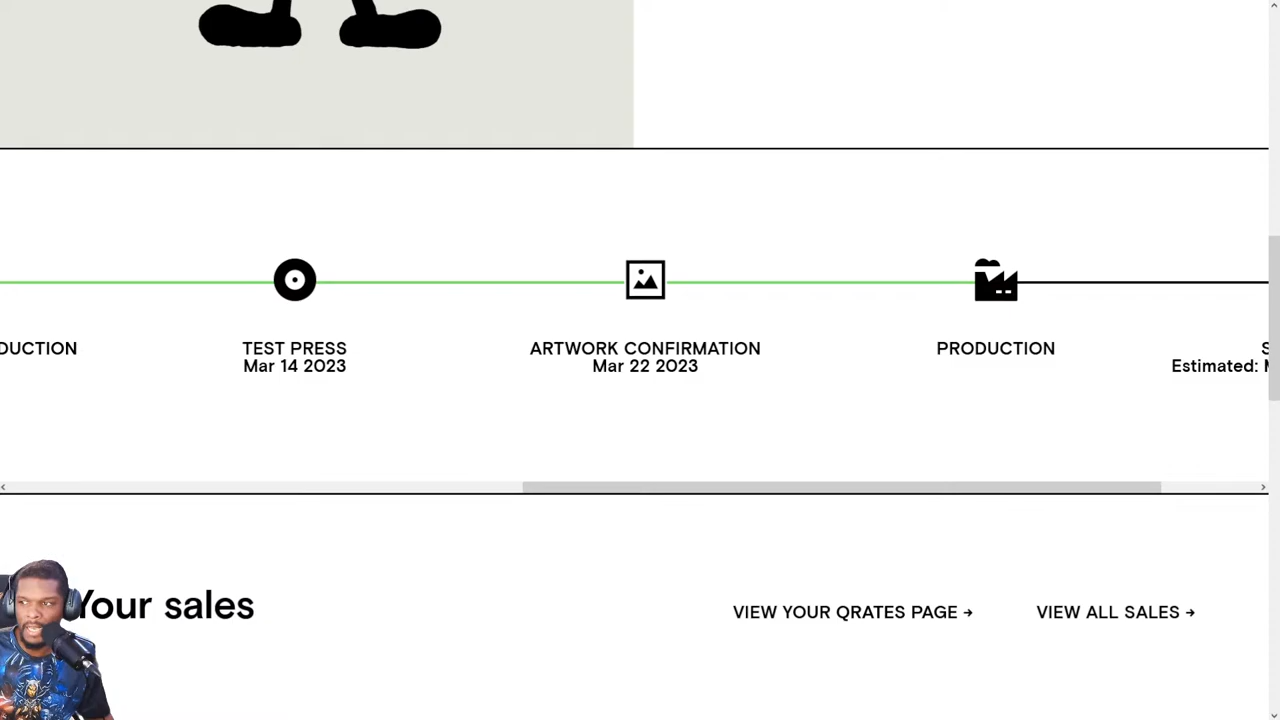 DUCTION
TEST PRESS
Mar 14 2023
ARTWORK CONFIRMATION
Mar 22 2023
PRODUCTION
S
Estimated: M
Your sales
VIEW YOUR QRATES PAGE →
VIEW ALL SALES →